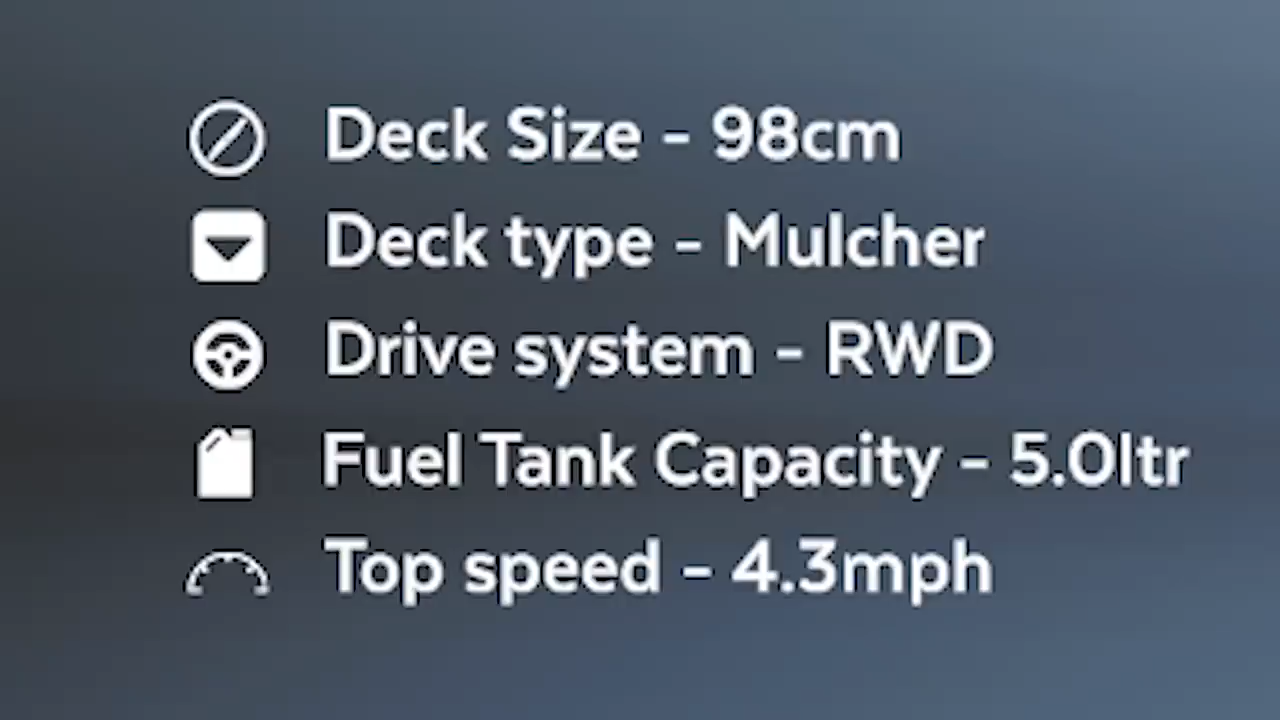 Deck Size - 98cm
Deck type - Mulcher
Drive system - RWD
Fuel Tank Capacity - 5.0ltr
Top speed - 4.3mph